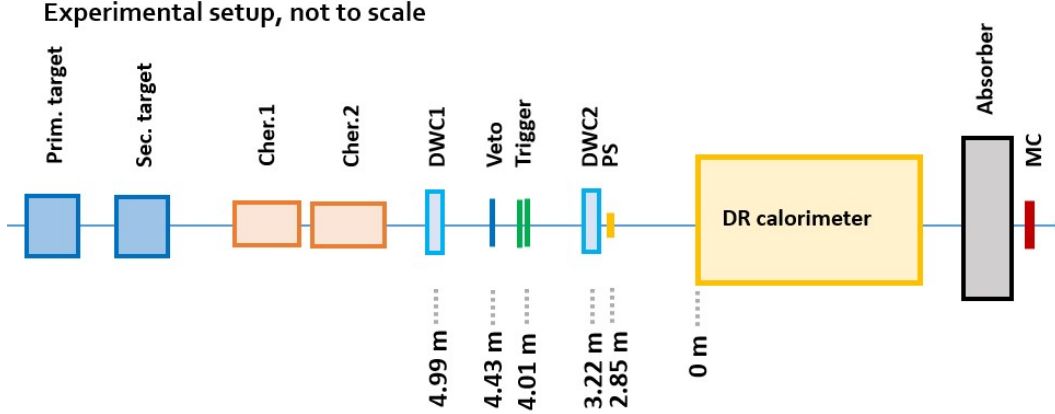 Experimental setup, not to scale
Prim. target
Sec. target
Cher.1
Cher.2
DWC1
Veto
Trigger
DWC2
PS
DR calorimeter
Absorber
MC
4.99 m
4.43 m
4.01 m
3.22 m
2.85 m
0 m